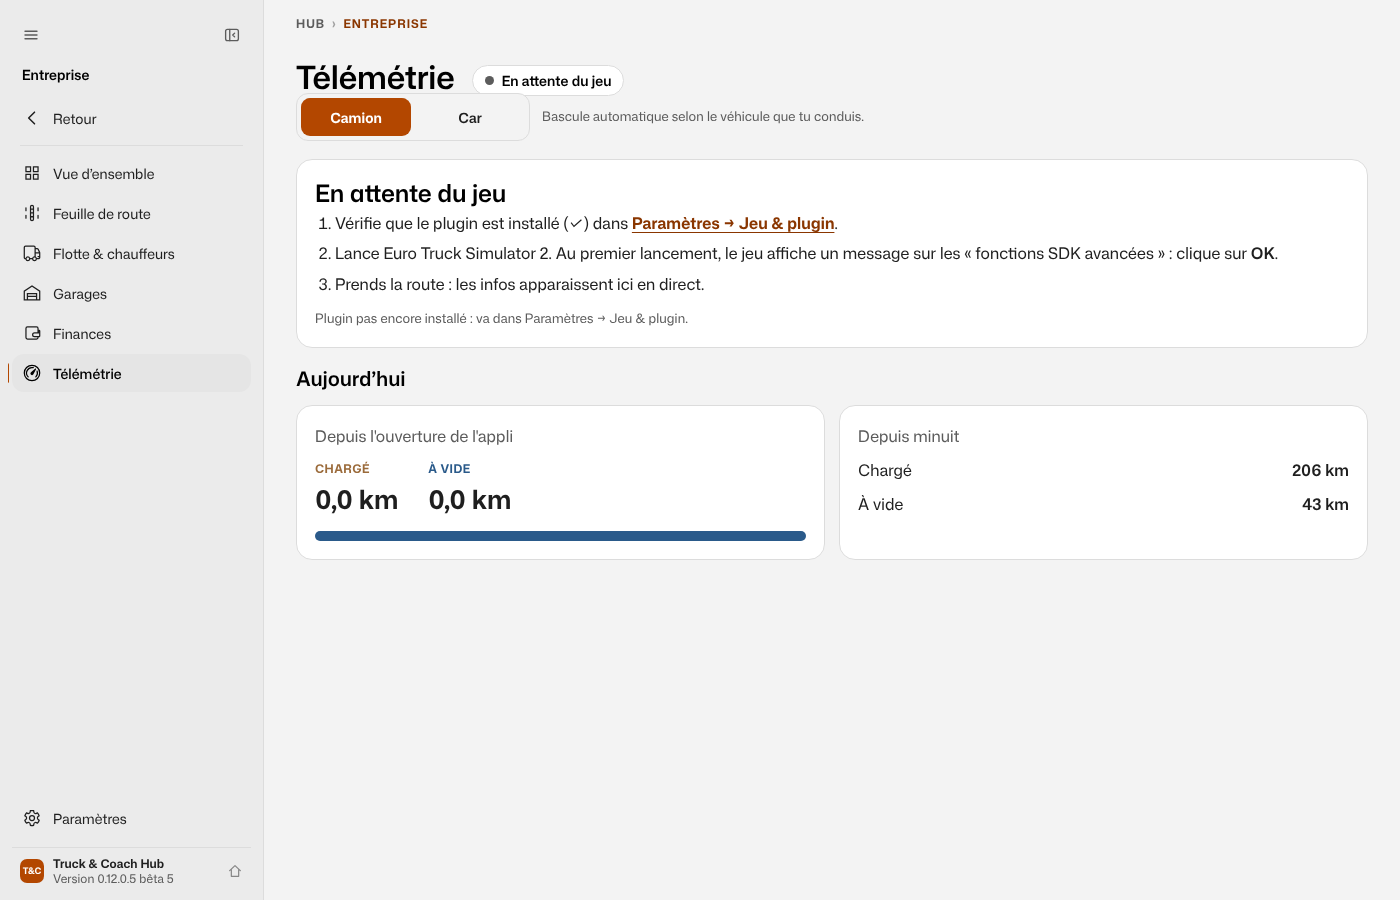 HUB › ENTREPRISE
Entreprise
Retour
Vue d’ensemble
Feuille de route
Flotte & chauffeurs
Garages
Finances
Télémétrie
Paramètres
T&C
Truck & Coach Hub
Version 0.12.0.5 bêta 5
Télémétrie
En attente du jeu
Camion
Car
Bascule automatique selon le véhicule que tu conduis.
En attente du jeu
1. Vérifie que le plugin est installé (✓) dans Paramètres → Jeu & plugin.
2. Lance Euro Truck Simulator 2. Au premier lancement, le jeu affiche un message sur les « fonctions SDK avancées » : clique sur OK.
3. Prends la route : les infos apparaissent ici en direct.
Plugin pas encore installé : va dans Paramètres → Jeu & plugin.
Aujourd’hui
Depuis l'ouverture de l'appli
CHARGÉ À VIDE
0,0 km 0,0 km
Depuis minuit
Chargé 206 km
À vide 43 km